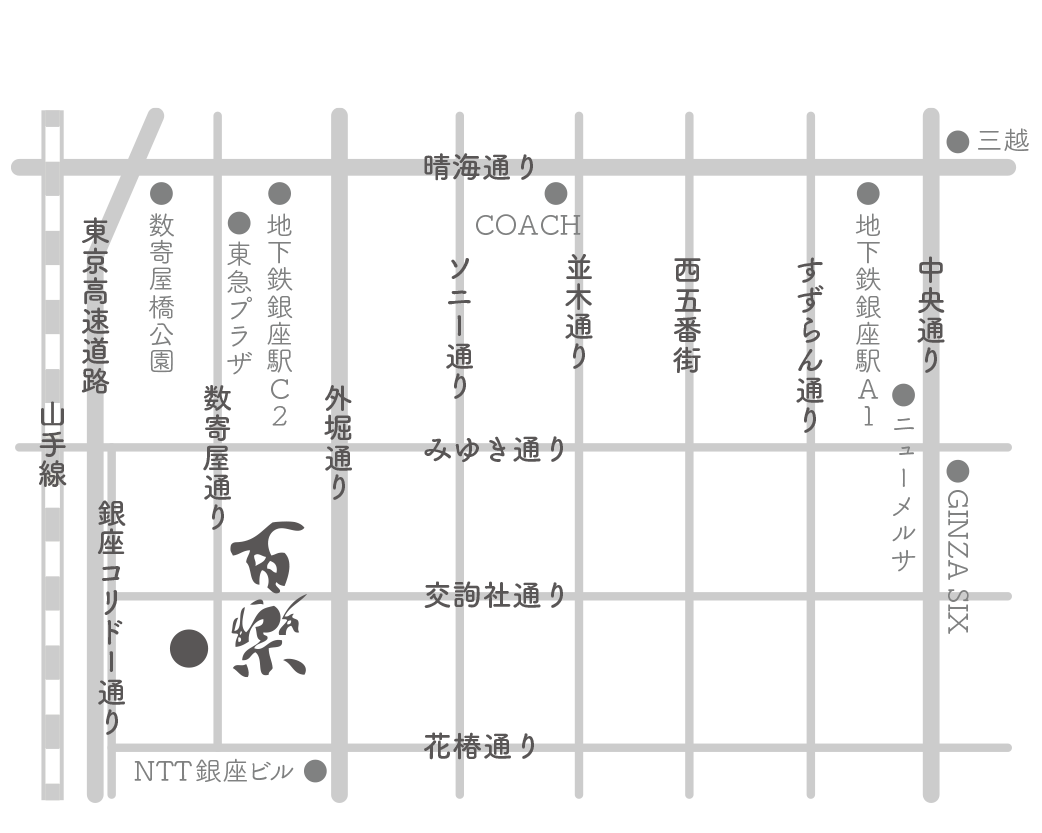 三越
晴海通り
数寄屋橋公園
東急プラザ
地下鉄銀座駅C2
COACH
地下鉄銀座駅A1
東京高速道路
ソニー通り
並木通り
西五番街
すずらん通り
中央通り
数寄屋通り
外堀通り
ニューメルサ
山手線
みゆき通り
GINZA SIX
銀座コリドー通り
百樂
交詢社通り
花椿通り
NTT銀座ビル